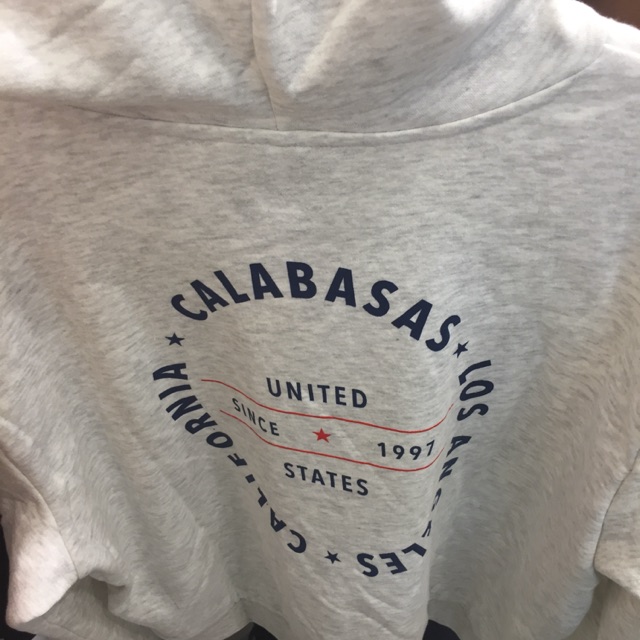 CALABASAS
UNITED
SINCE 1997
STATES
LOS ANGELES
CALIFORNIA